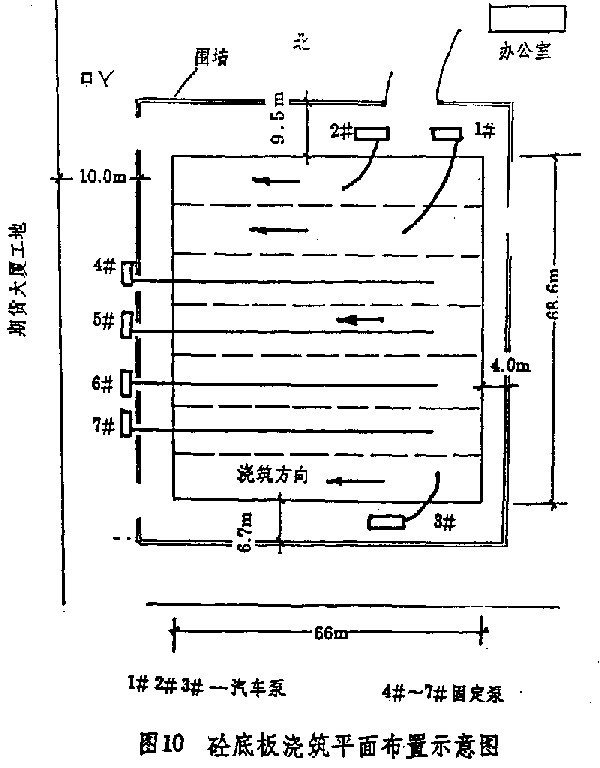 办公室
北
围墙
口丫
9.5m
2#
1#
10.0m
期货大厦工地
4#
5#
6#
7#
68.6m
4.0m
浇筑方向
3#
6.7m
66m
1# 2# 3#—汽车泵
4#~7#固定泵
图10 砼底板浇筑平面布置示意图